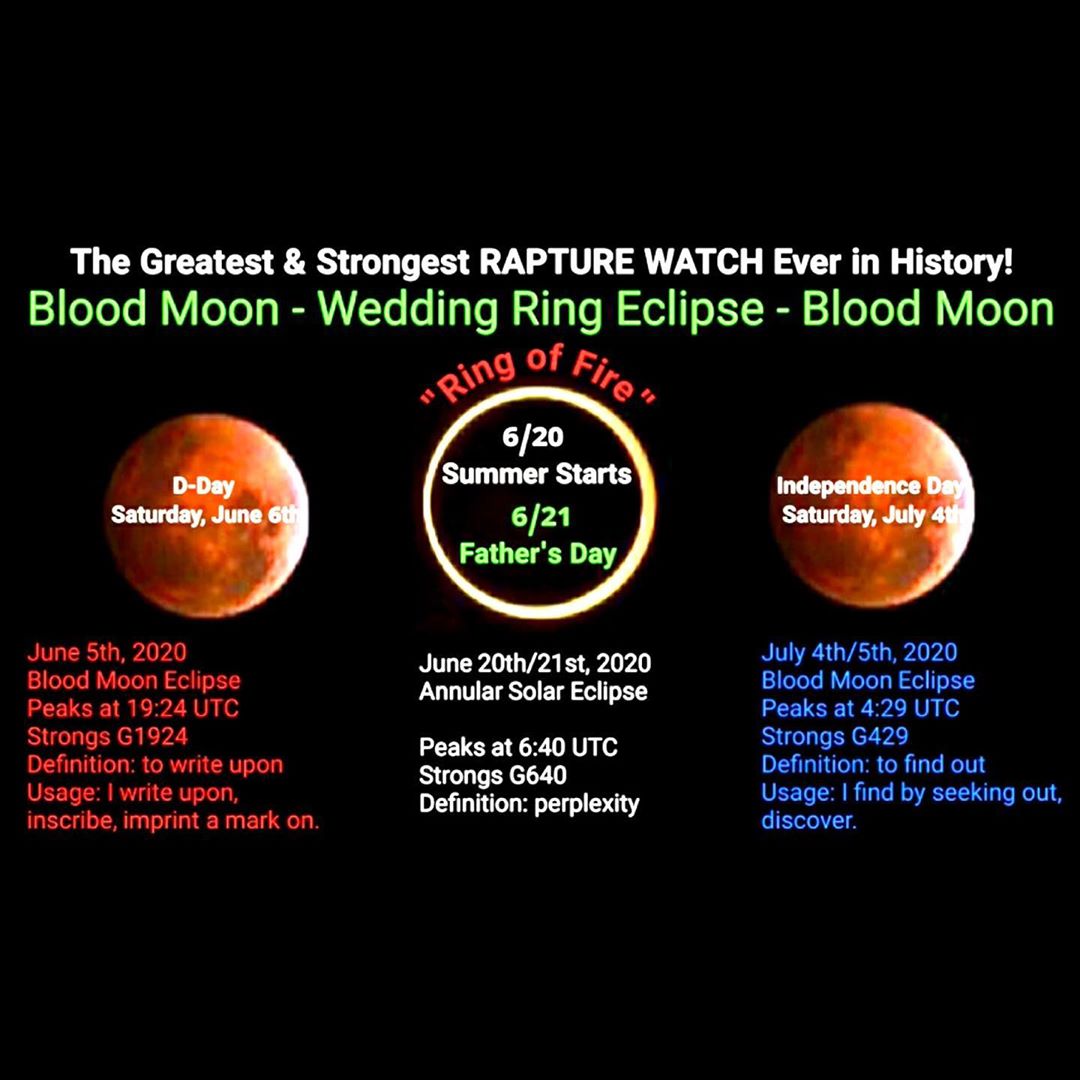 The Greatest & Strongest RAPTURE WATCH Ever in History!
Blood Moon - Wedding Ring Eclipse - Blood Moon
"Ring of Fire"
D-Day
Saturday, June 6th
6/20
Summer Starts
6/21
Father's Day
Independence Day
Saturday, July 4th
June 5th, 2020
Blood Moon Eclipse
Peaks at 19:24 UTC
Strongs G1924
Definition: to write upon
Usage: I write upon,
inscribe, imprint a mark on.
June 20th/21st, 2020
Annular Solar Eclipse
Peaks at 6:40 UTC
Strongs G640
Definition: perplexity
July 4th/5th, 2020
Blood Moon Eclipse
Peaks at 4:29 UTC
Strongs G429
Definition: to find out
Usage: I find by seeking out,
discover.